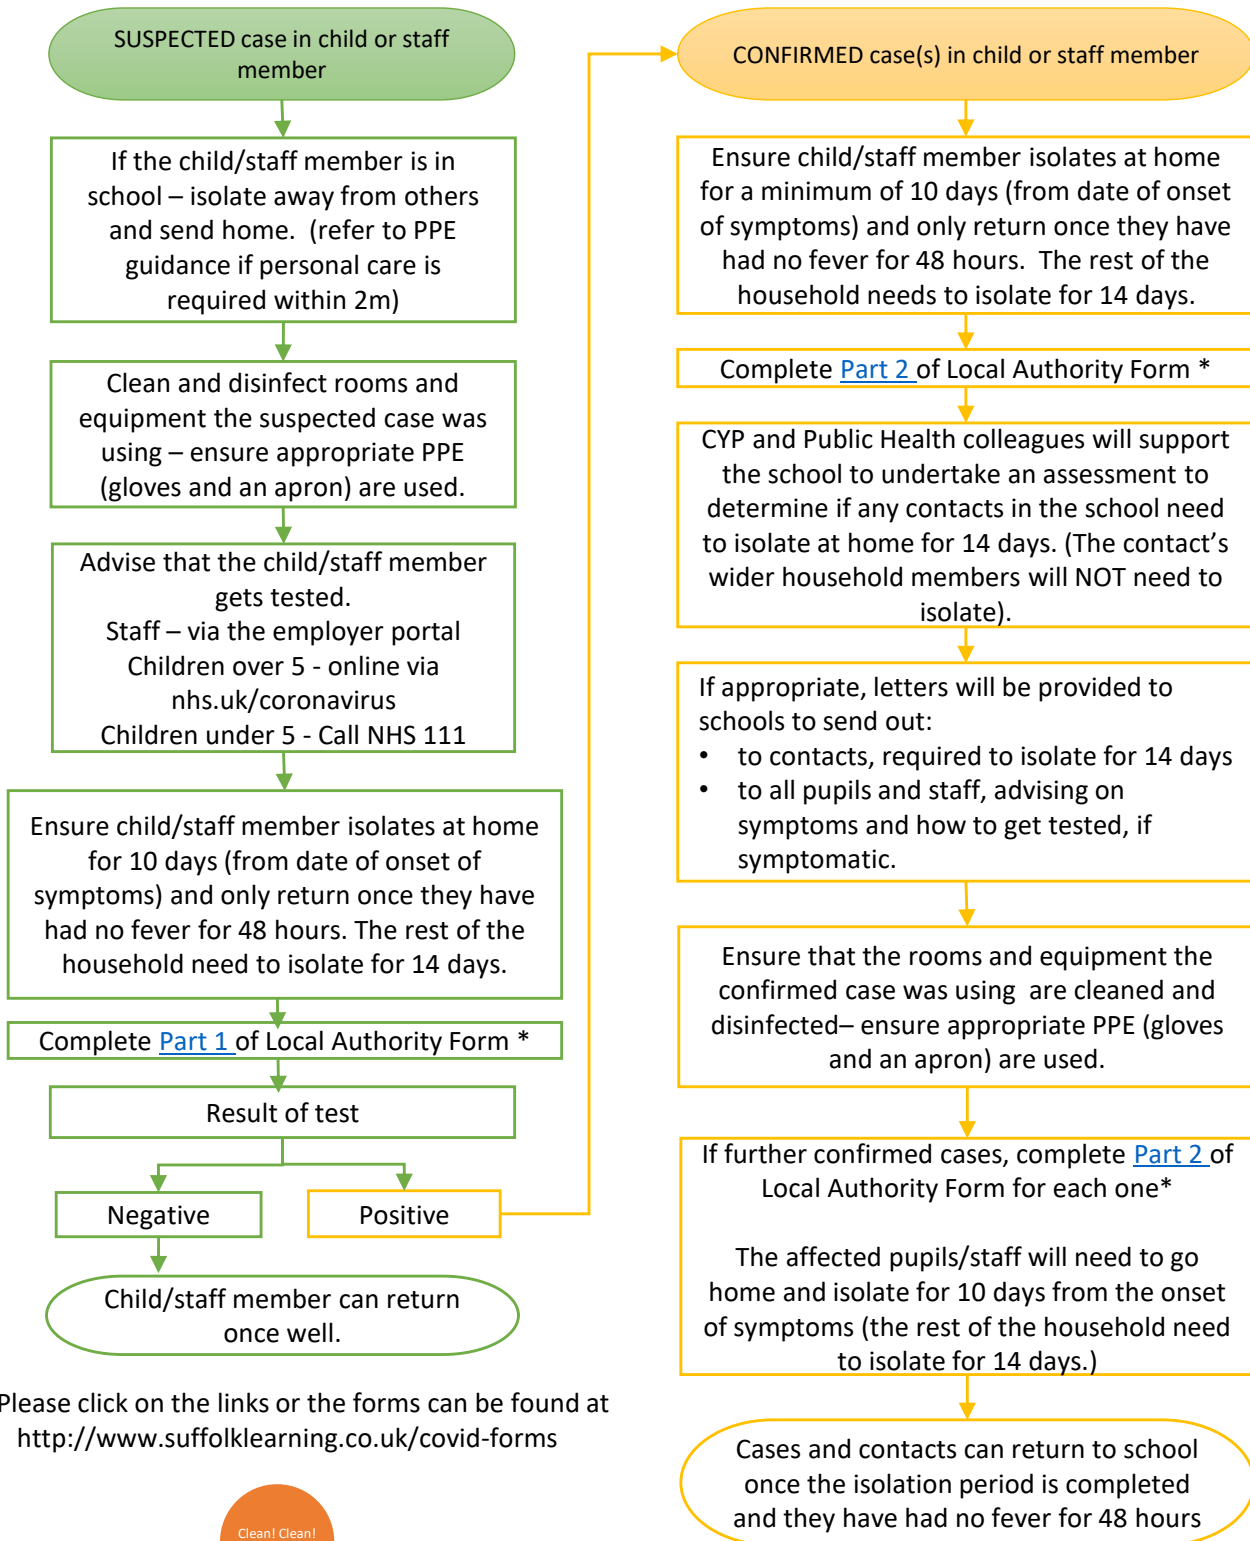 SUSPECTED case in child or staff
member
If the child/staff member is in
school – isolate away from others
and send home.  (refer to PPE
guidance if personal care is
required within 2m)
Clean and disinfect rooms and
equipment the suspected case was
using – ensure appropriate PPE
(gloves and an apron) are used.
Advise that the child/staff member
gets tested.
Staff – via the employer portal
Children over 5 - online via
nhs.uk/coronavirus
Children under 5 - Call NHS 111
Ensure child/staff member isolates at home
for 10 days (from date of onset of
symptoms) and only return once they have
had no fever for 48 hours. The rest of the
household need to isolate for 14 days.
Complete Part 1 of Local Authority Form *
Result of test
Negative
Positive
Child/staff member can return
once well.
Please click on the links or the forms can be found at
http://www.suffolklearning.co.uk/covid-forms
Clean! Clean!
CONFIRMED case(s) in child or staff member
Ensure child/staff member isolates at home
for a minimum of 10 days (from date of onset
of symptoms) and only return once they have
had no fever for 48 hours.  The rest of the
household needs to isolate for 14 days.
Complete Part 2 of Local Authority Form *
CYP and Public Health colleagues will support
the school to undertake an assessment to
determine if any contacts in the school need
to isolate at home for 14 days. (The contact's
wider household members will NOT need to
isolate).
If appropriate, letters will be provided to
schools to send out:
• to contacts, required to isolate for 14 days
• to all pupils and staff, advising on
symptoms and how to get tested, if
symptomatic.
Ensure that the rooms and equipment the
confirmed case was using  are cleaned and
disinfected– ensure appropriate PPE (gloves
and an apron) are used.
If further confirmed cases, complete Part 2 of
Local Authority Form for each one*
The affected pupils/staff will need to go
home and isolate for 10 days from the onset
of symptoms (the rest of the household need
to isolate for 14 days.)
Cases and contacts can return to school
once the isolation period is completed
and they have had no fever for 48 hours